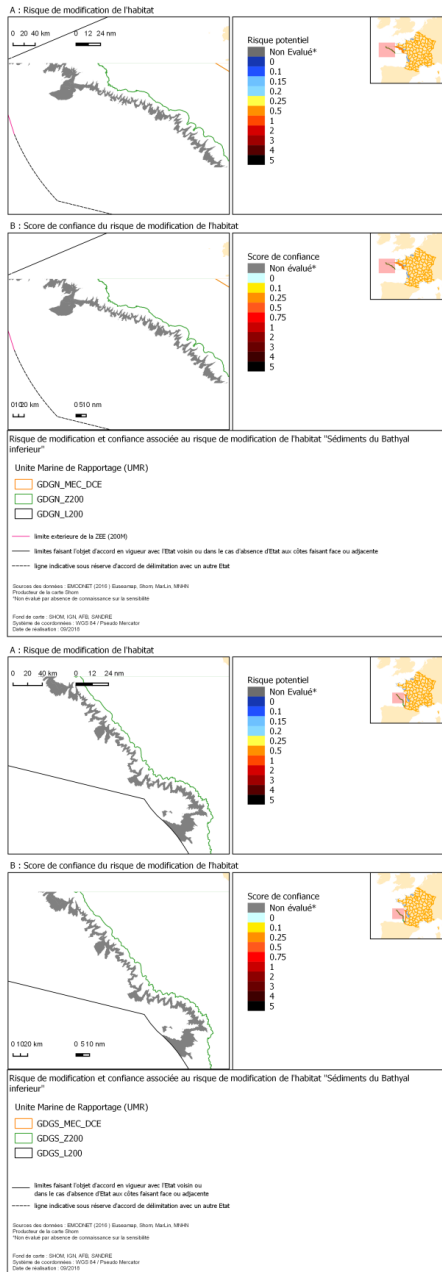 A : Risque de modification de l'habitat
0 20 40 km 0 12 24 nm
Risque potentiel
Non Evalué*
0
0.1
0.15
0.2
0.25
0.5
1
2
3
4
5
B : Score de confiance du risque de modification de l'habitat
Score de confiance
Non évalué*
0
0.1
0.25
0.5
0.75
1
2
3
4
5
01020 km 0 510 nm
Risque de modification et confiance associée au risque de modification de l'habitat "Sédiments du Bathyal
inferieur"
Unite Marine de Rapportage (UMR)
GDGN_MEC_DCE
GDGN_Z200
GDGN_L200
limite exterieure de la ZEE (200M)
limites faisant l'objet d'accord en vigueur avec l'Etat voisin ou dans le cas d'absence d'Etat aux côtes faisant face ou adjacente
ligne indicative sous réserve d'accord de délimitation avec un autre Etat
Sources des données : EMODNET (2016 ) Euseamap, Shom, MarLin, MNHN
Producteur de la carte Shom
*Non évalué par absence de connaissance sur la sensibilité
Fond de carte : SHOM, IGN, AFB, SANDRE
Système de coordonnées : WGS 84 / Pseudo Mercator
Date de réalisation : 09/2018
A : Risque de modification de l'habitat
0 20 40 km 0 12 24 nm
Risque potentiel
Non Evalué*
0
0.1
0.15
0.2
0.25
0.5
1
2
3
4
5
B : Score de confiance du risque de modification de l'habitat
Score de confiance
Non évalué*
0
0.1
0.25
0.5
0.75
1
2
3
4
5
0 1020 km 0 5 10 nm
Risque de modification et confiance associée au risque de modification de l'habitat "Sédiments du Bathyal
inferieur"
Unite Marine de Rapportage (UMR)
GDGS_MEC_DCE
GDGS_Z200
GDGS_L200
limites faisant l'objet d'accord en vigueur avec l'Etat voisin ou
dans le cas d'absence d'Etat aux côtes faisant face ou adjacente
ligne indicative sous réserve d'accord de délimitation avec un autre Etat
Sources des données : EMODNET (2016 ) Euseamap, Shom, MarLin, MNHN
Producteur de la carte Shom
*Non évalué par absence de connaissance sur la sensibilité
Fond de carte : SHOM, IGN, AFB, SANDRE
Système de coordonnées : WGS 84 / Pseudo Mercator
Date de réalisation : 09/2018